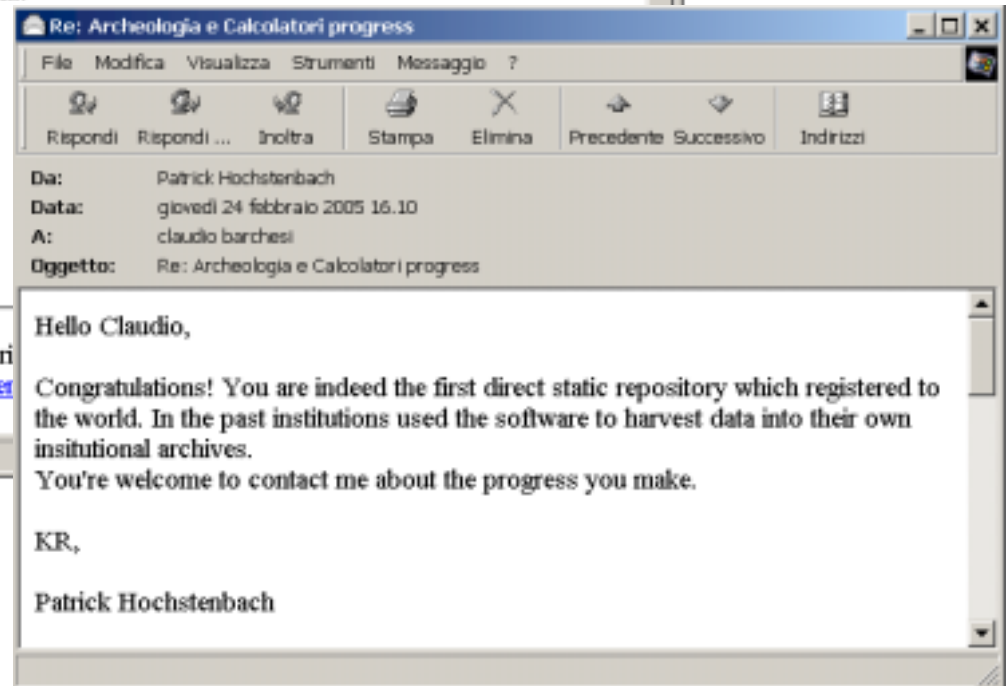 Re: Archeologia e Calcolatori progress
File Modifica Visualizza Strumenti Messaggio ?
Rispondi Rispondi ... Inoltra Stampa Elimina Precedente Successivo Indirizzi
Da: Patrick Hochstenbach
Data: giovedì 24 febbraio 2005 16.10
A: claudio barchesi
Oggetto: Re: Archeologia e Calcolatori progress
Hello Claudio,
Congratulations! You are indeed the first direct static repository which registered to
the world. In the past institutions used the software to harvest data into their own
insitutional archives.
You're welcome to contact me about the progress you make.
KR,
Patrick Hochstenbach